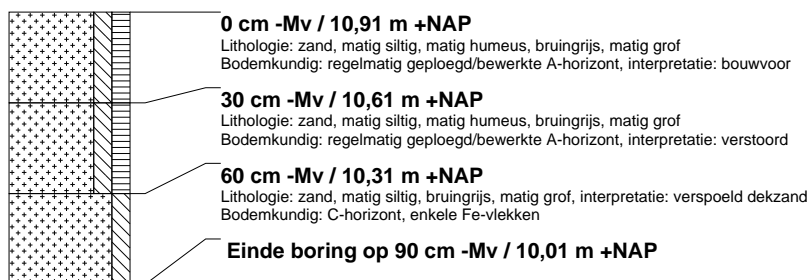 0 cm -Mv / 10,91 m +NAP
Lithologie: zand, matig siltig, matig humeus, bruingrijs, matig grof
Bodemkundig: regelmatig geploegd/bewerkte A-horizont, interpretatie: bouwvoor
30 cm -Mv / 10,61 m +NAP
Lithologie: zand, matig siltig, matig humeus, bruingrijs, matig grof
Bodemkundig: regelmatig geploegd/bewerkte A-horizont, interpretatie: verstoord
60 cm -Mv / 10,31 m +NAP
Lithologie: zand, matig siltig, bruingrijs, matig grof, interpretatie: verspoeld dekzand
Bodemkundig: C-horizont, enkele Fe-vlekken
Einde boring op 90 cm -Mv / 10,01 m +NAP